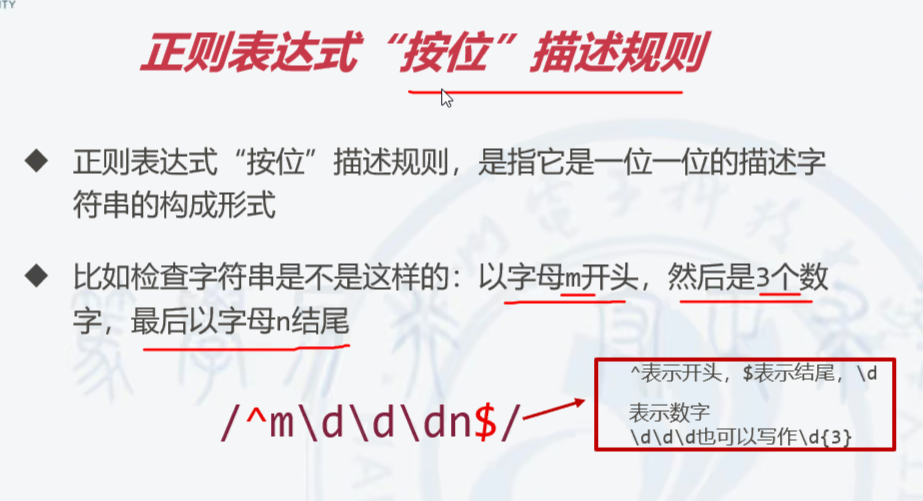 ITY
正则表达式“按位”描述规则
正则表达式“按位”描述规则，是指它是一位一位的描述字
符串的构成形式
比如检查字符串是不是这样的：以字母m开头，然后是3个数
字，最后以字母n结尾
/^m\d\d\dn$/
^表示开头，$表示结尾，\d
表示数字
\d\d\d也可以写作\d{3}